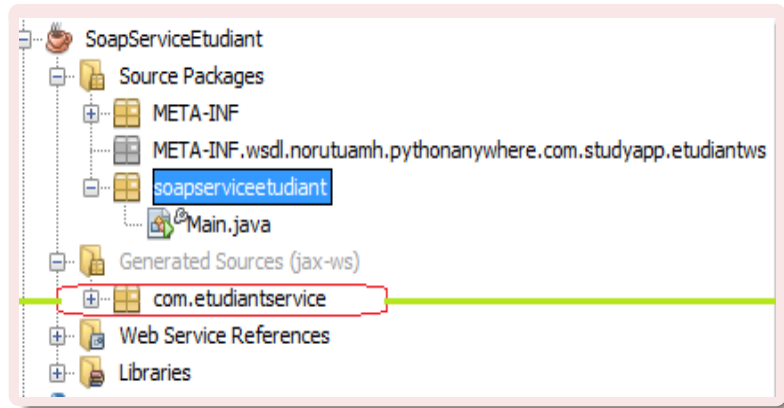 SoapServiceEtudiant
Source Packages
META-INF
META-INF.wsdl.norutuamh.pythonanywhere.com.studyapp.etudiantws
soapserviceetudiant
Main.java
Generated Sources (jax-ws)
com.etudiantservice
Web Service References
Libraries